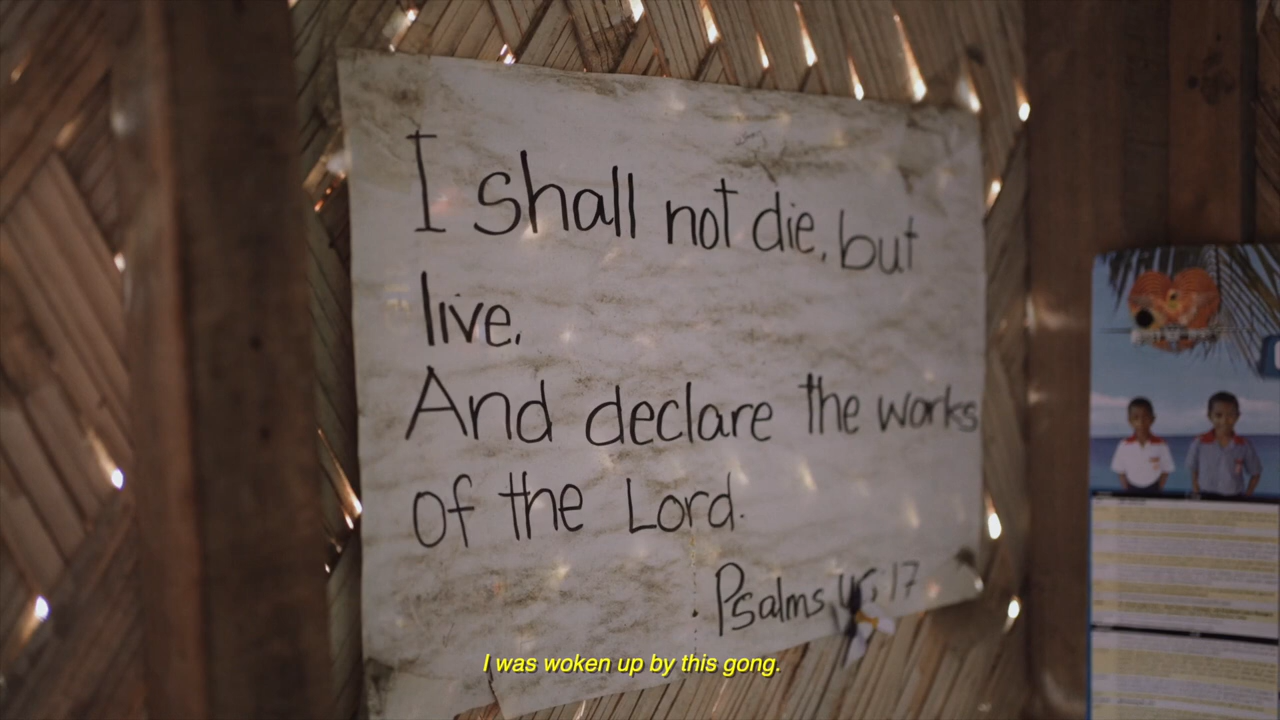 I shall not die, but
live,
And declare the works
of the Lord.
Psalms 17
I was woken up by this gong.